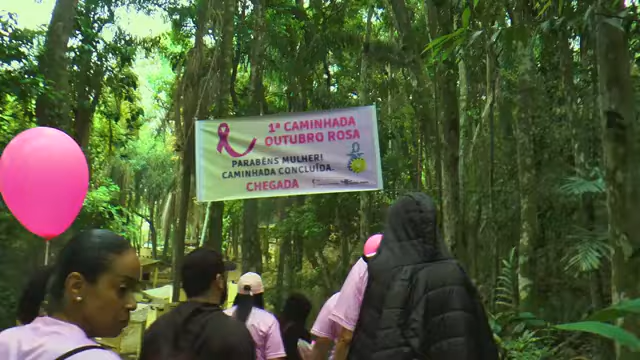 1ª CAMINHADA
OUTUBRO ROSA
PARABÉNS MULHER!
CAMINHADA CONCLUÍDA.
CHEGADA